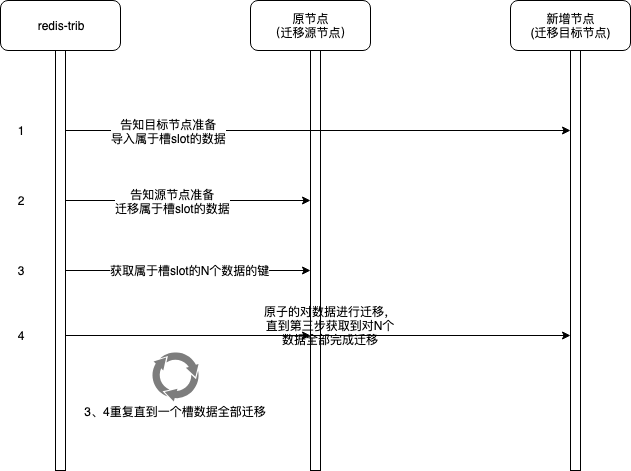 redis-trib
原节点
（迁移源节点）
新增节点
(迁移目标节点)
1
告知目标节点准备
导入属于槽slot的数据
2
告知源节点准备
迁移属于槽slot的数据
3
获取属于槽slot的N个数据的键
4
原子的对数据进行迁移，
直到第三步获取到对N个
数据全部完成迁移
3、4重复直到一个槽数据全部迁移